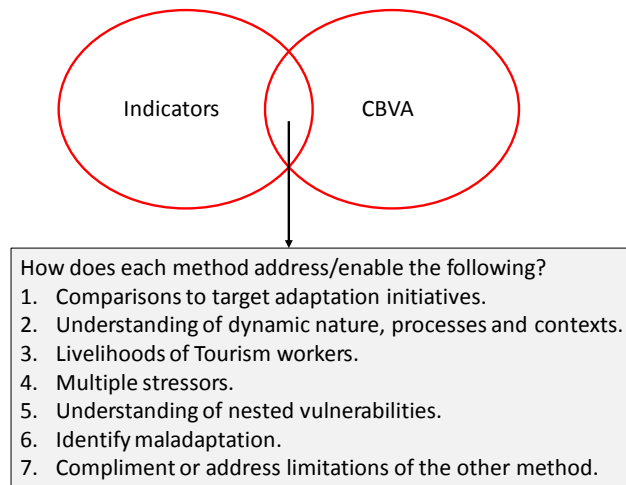 Indicators
CBVA
How does each method address/enable the following?
1. Comparisons to target adaptation initiatives.
2. Understanding of dynamic nature, processes and contexts.
3. Livelihoods of Tourism workers.
4. Multiple stressors.
5. Understanding of nested vulnerabilities.
6. Identify maladaptation.
7. Compliment or address limitations of the other method.